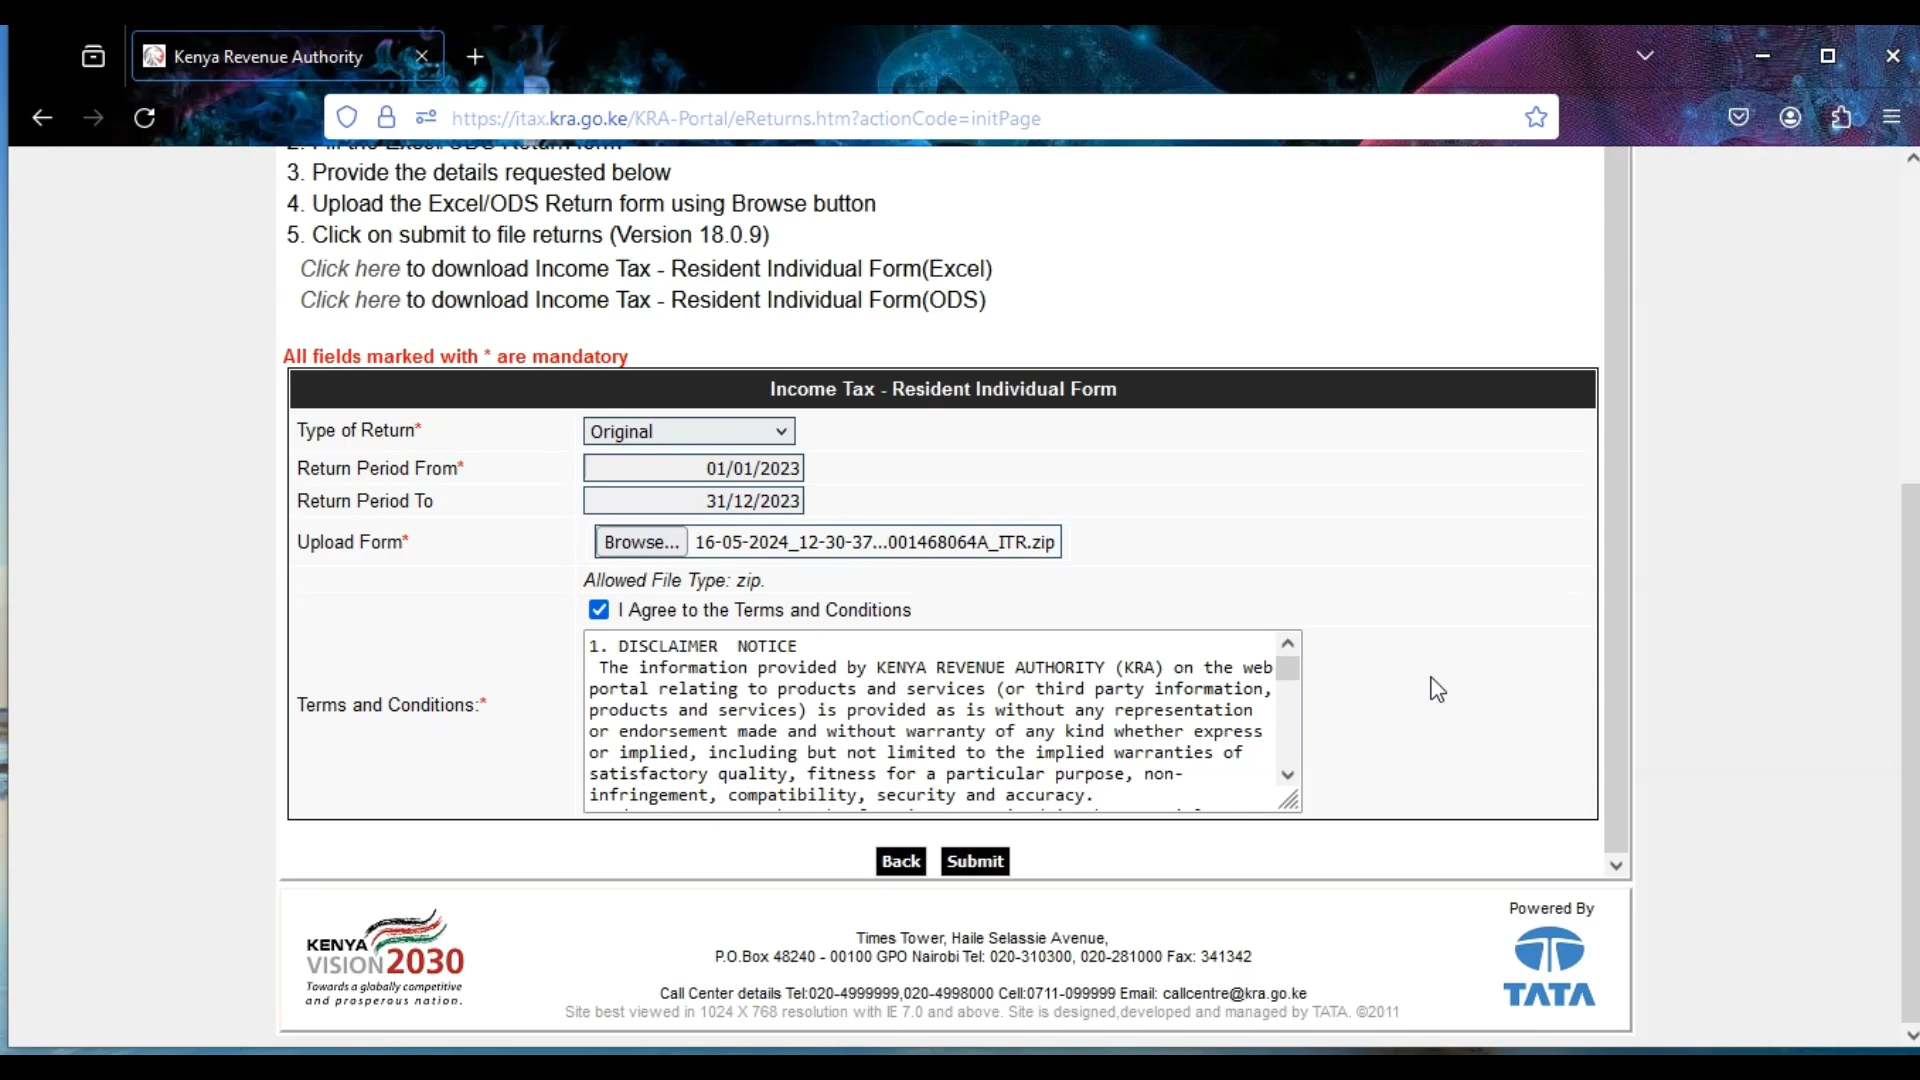 Kenya Revenue Authority
https://itax.kra.go.ke/KRA-Portal/eReturns.htm?actionCode=initPage
2. Fill the Excel/ODS Return form
3. Provide the details requested below
4. Upload the Excel/ODS Return form using Browse button
5. Click on submit to file returns (Version 18.0.9)
Click here to download Income Tax - Resident Individual Form(Excel)
Click here to download Income Tax - Resident Individual Form(ODS)
All fields marked with * are mandatory
Income Tax - Resident Individual Form
Type of Return* Original
Return Period From* 01/01/2023
Return Period To 31/12/2023
Upload Form* Browse... 16-05-2024_12-30-37...001468064A_ITR.zip
Allowed File Type: zip.
I Agree to the Terms and Conditions
Terms and Conditions:*
1. DISCLAIMER  NOTICE
The information provided by KENYA REVENUE AUTHORITY (KRA) on the web
portal relating to products and services (or third party information,
products and services) is provided as is without any representation
or endorsement made and without warranty of any kind whether express
or implied, including but not limited to the implied warranties of
satisfactory quality, fitness for a particular purpose, non-
infringement, compatibility, security and accuracy.
Back Submit
KENYA
VISION 2030
Towards a globally competitive
and prosperous nation.
Times Tower, Haile Selassie Avenue,
P.O.Box 48240 - 00100 GPO Nairobi Tel: 020-310300, 020-281000 Fax: 341342
Call Center details Tel:020-4999999,020-4998000 Cell:0711-099999 Email: callcentre@kra.go.ke
Site best viewed in 1024 X 768 resolution with IE 7.0 and above. Site is designed,developed and managed by TATA. ©2011
Powered By
TATA